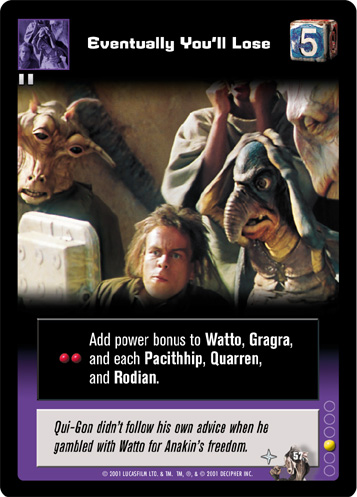 Eventually You'll Lose
5
Add power bonus to Watto, Gragra,
and each Pacithhip, Quarren,
and Rodian.
Qui-Gon didn't follow his own advice when he
gambled with Watto for Anakin's freedom.
57
© 2001 LUCASFILM LTD. & TM. TM, ®, & © 2001 DECIPHER INC.